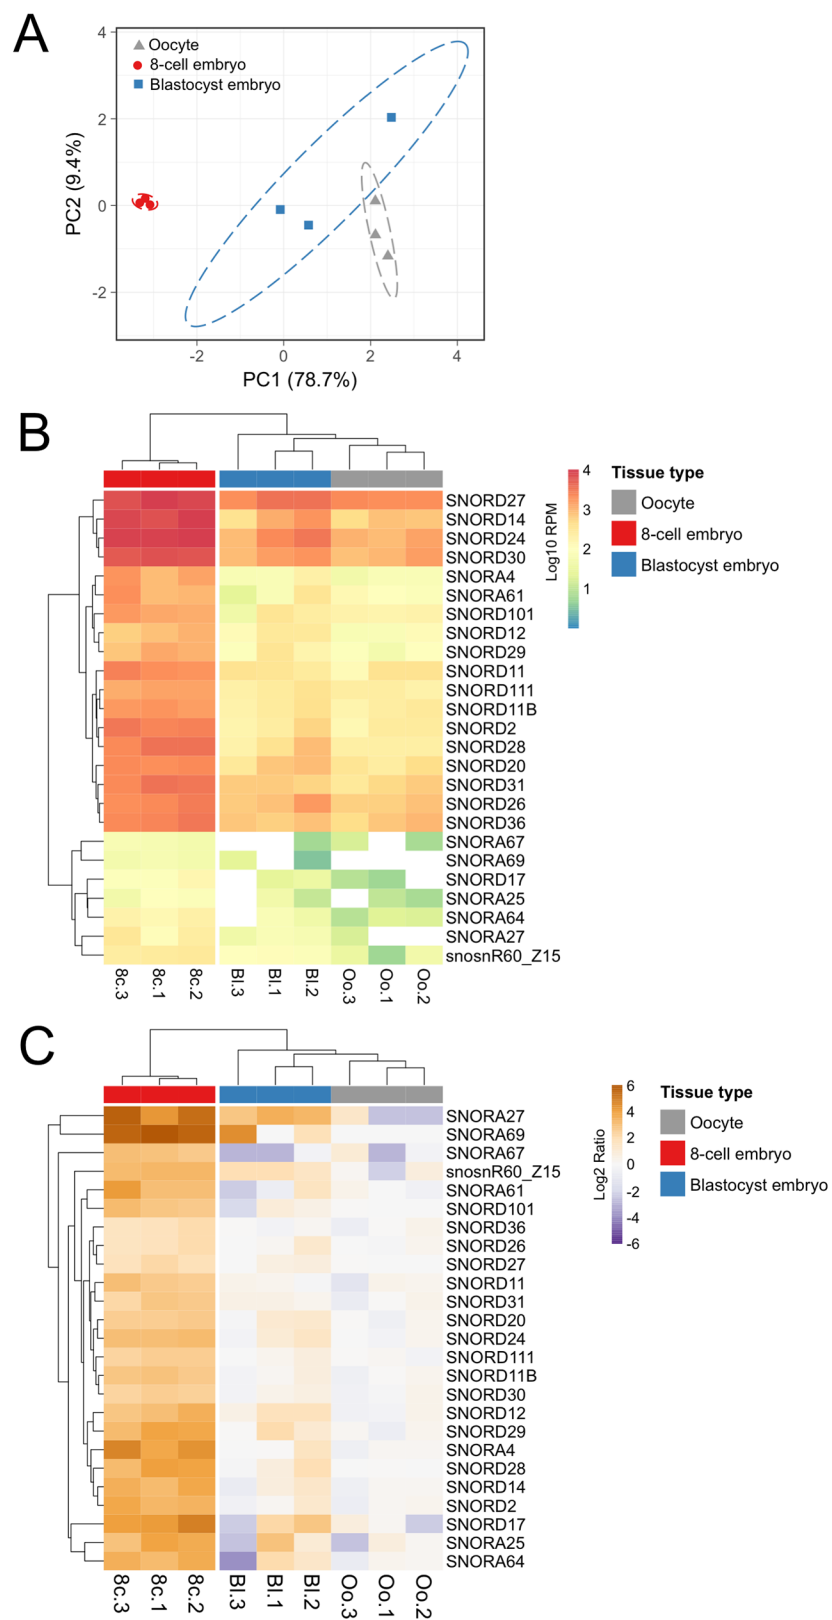 A
Oocyte
8-cell embryo
Blastocyst embryo
4
2
0
-2
PC2 (9.4%)
-2
0
2
4
PC1 (78.7%)
B
SNORD27
SNORD14
SNORD24
SNORD30
SNORA4
SNORA61
SNORD101
SNORD12
SNORD29
SNORD11
SNORD111
SNORD11B
SNORD2
SNORD28
SNORD20
SNORD31
SNORD26
SNORD36
SNORA67
SNORA69
SNORD17
SNORA25
SNORA64
SNORA27
snosnR60_Z15
8c.3
8c.1
8c.2
Bl.3
Bl.1
Bl.2
Oo.3
Oo.1
Oo.2
Log10 RPM
4
3
2
1
Tissue type
Oocyte
8-cell embryo
Blastocyst embryo
C
SNORA27
SNORA69
SNORA67
snosnR60_Z15
SNORA61
SNORD101
SNORD36
SNORD26
SNORD27
SNORD11
SNORD31
SNORD20
SNORD24
SNORD111
SNORD11B
SNORD30
SNORD12
SNORD29
SNORA4
SNORD28
SNORD14
SNORD2
SNORD17
SNORA25
SNORA64
8c.3
8c.1
8c.2
Bl.3
Bl.1
Bl.2
Oo.3
Oo.1
Oo.2
Log2 Ratio
6
4
2
0
-2
-4
-6
Tissue type
Oocyte
8-cell embryo
Blastocyst embryo